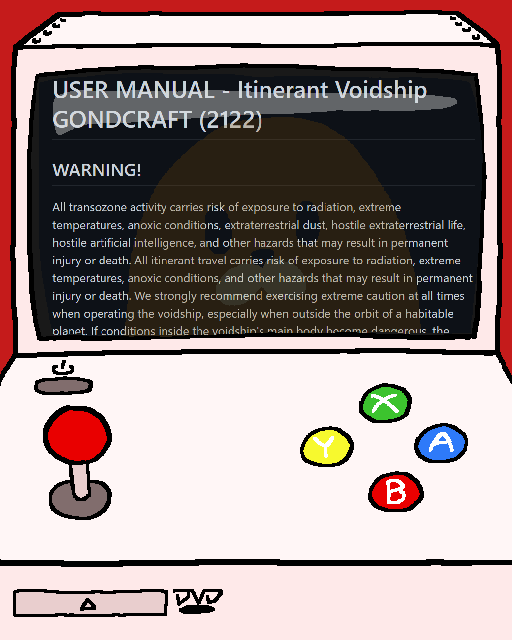 USER MANUAL - Itinerant Voidship
GONDCRAFT (2122)
WARNING!
All transozone activity carries risk of exposure to radiation, extreme
temperatures, anoxic conditions, extraterrestrial dust, hostile extraterrestrial life,
hostile artificial intelligence, and other hazards that may result in permanent
injury or death. All itinerant travel carries risk of exposure to radiation, extreme
temperatures, anoxic conditions, and other hazards that may result in permanent
injury or death. We strongly recommend exercising extreme caution at all times
when operating the voidship, especially when outside the orbit of a habitable
planet. If conditions inside the voidship's main body become dangerous, the
X
Y
A
B
DVD